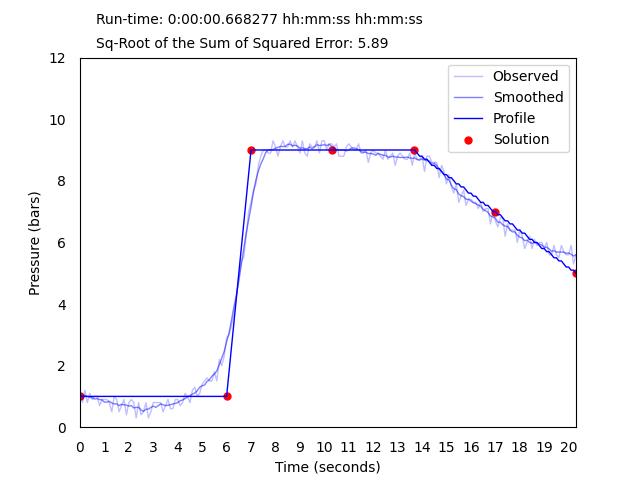 Run-time: 0:00:00.668277 hh:mm:ss hh:mm:ss
Sq-Root of the Sum of Squared Error: 5.89
12
10
8
6
4
2
0
Pressure (bars)
Observed
Smoothed
Profile
Solution
0 1 2 3 4 5 6 7 8 9 10 11 12 13 14 15 16 17 18 19 20
Time (seconds)